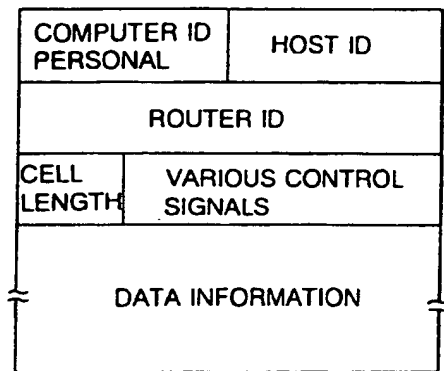 COMPUTER ID
PERSONAL
HOST ID
ROUTER ID
CELL
LENGTH
VARIOUS CONTROL
SIGNALS
DATA INFORMATION